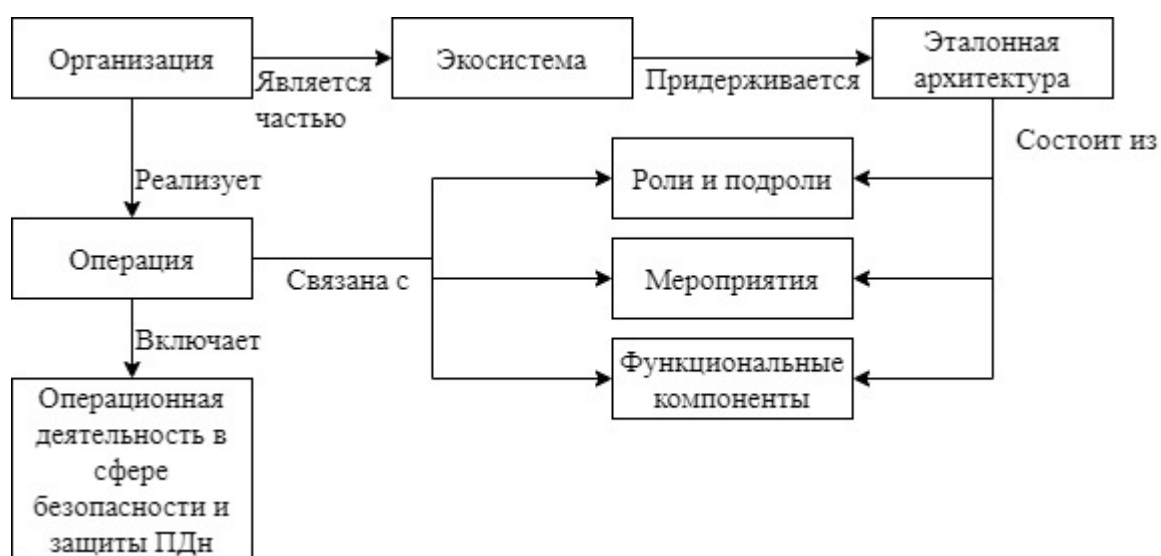 Организация
Является
частью
Экосистема
Придерживается
Эталонная
архитектура
Состоит из
Реализует
Роли и подроли
Операция
Связана с
Мероприятия
Включает
Функциональные
компоненты
Операционная
деятельность в
сфере
безопасности и
защиты ПДн